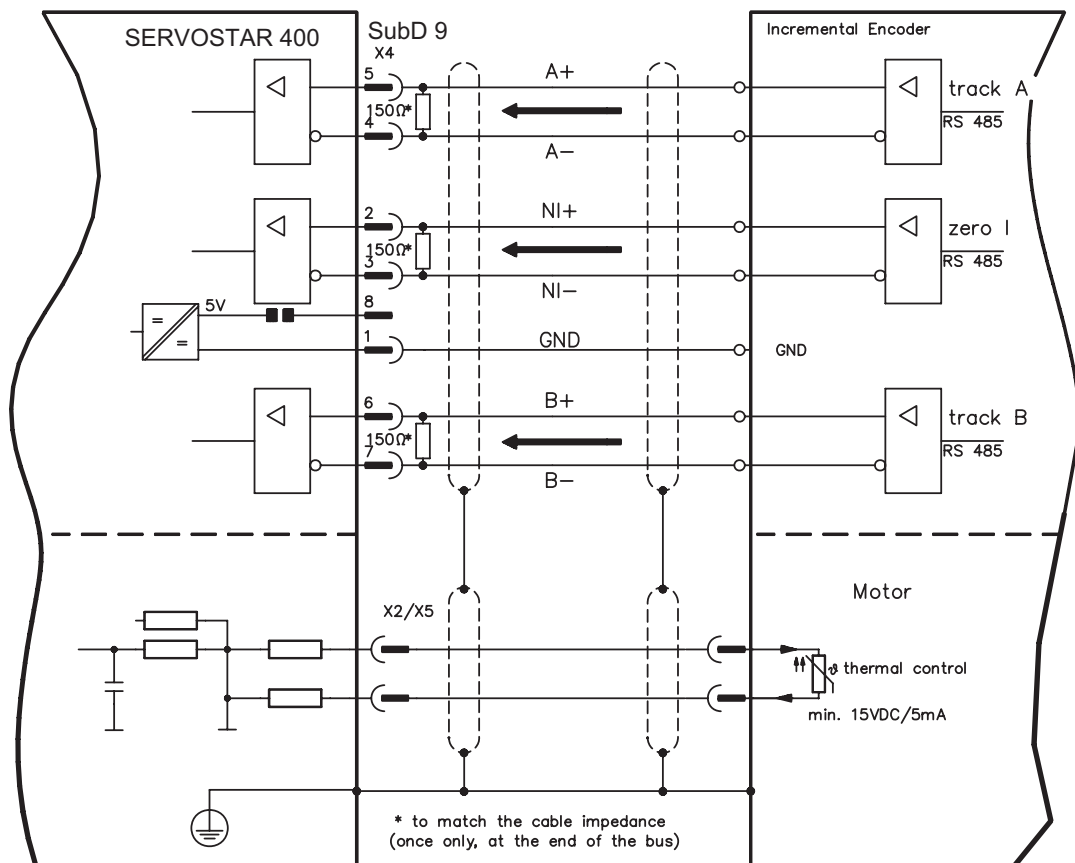 SERVOSTAR 400
SubD 9
X4
Incremental Encoder
5
A+
track A
150Ω*
RS 485
4
A-
2
NI+
zero I
150Ω*
RS 485
3
NI-
5V
8
=
=
1
GND
GND
6
B+
track B
150Ω*
RS 485
7
B-
Motor
X2/X5
ϑ thermal control
min. 15VDC/5mA
* to match the cable impedance
(once only, at the end of the bus)